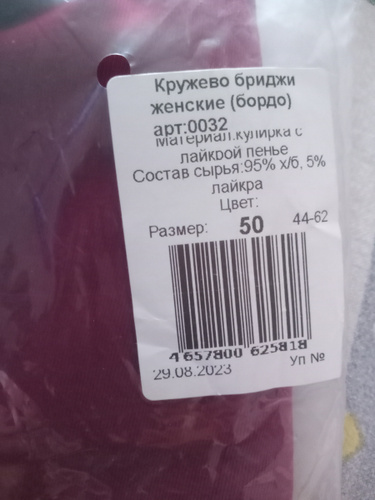 Кружево бриджи
женские (бордо)
арт:0032
Материал:кулирка с
лайкрой пенье
Состав сырья:95% х/б, 5%
лайкра
Цвет:
Размер: 50 44-62
4 657800 625818
29.08.2023 Уп №